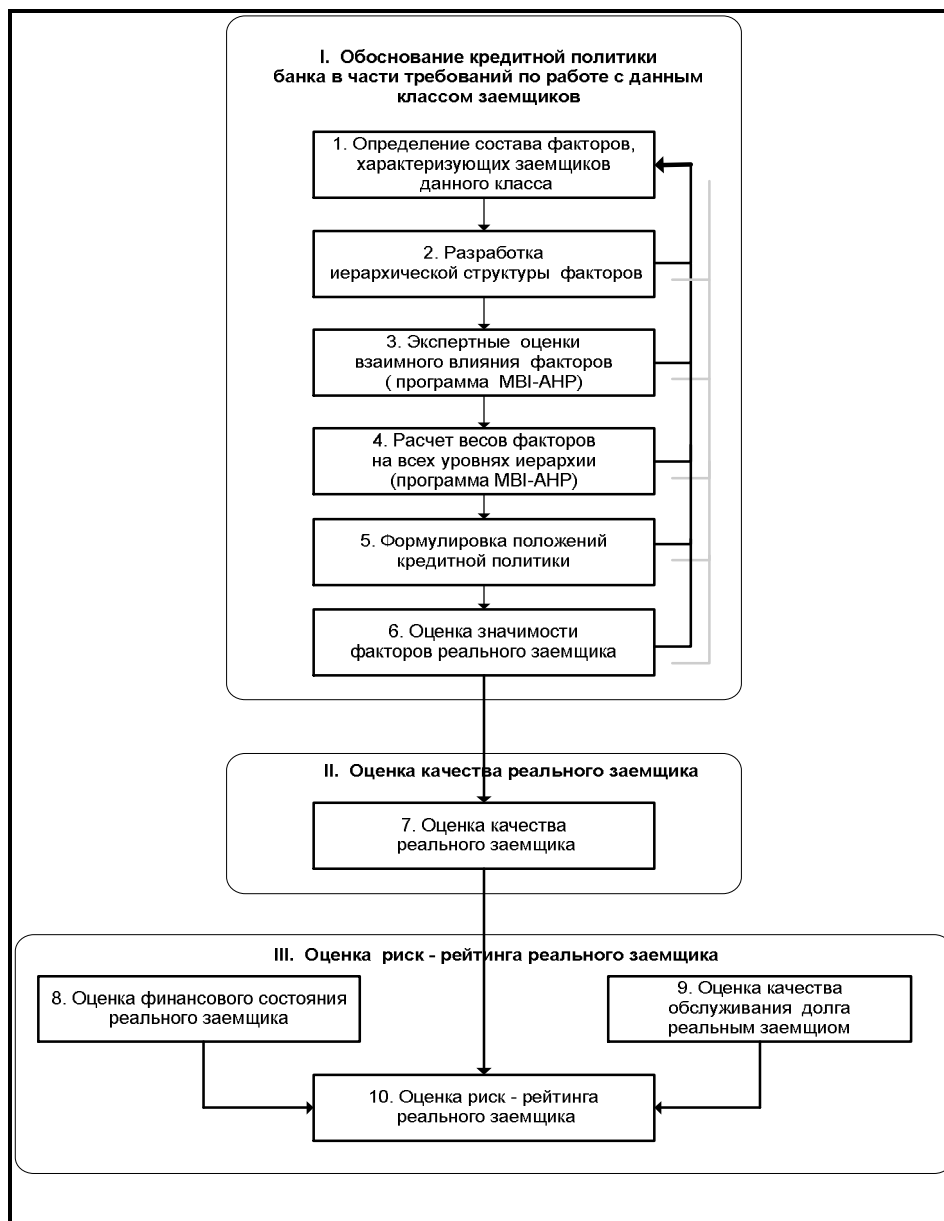 I. Обоснование кредитной политики
банка в части требований по работе с данным
классом заемщиков
1. Определение состава факторов,
характеризующих заемщиков
данного класса
2. Разработка
иерархической структуры факторов
3. Экспертные оценки
взаимного влияния факторов
( программа MBI-AHP)
4. Расчет весов факторов
на всех уровнях иерархии
(программа MBI-AHP)
5. Формулировка положений
кредитной политики
6. Оценка значимости
факторов реального заемщика
II. Оценка качества реального заемщика
7. Оценка качества
реального заемщика
III. Оценка риск - рейтинга реального заемщика
8. Оценка финансового состояния
реального заемщика
9. Оценка качества
обслуживания долга
реальным заемщиом
10. Оценка риск - рейтинга
реального заемщика